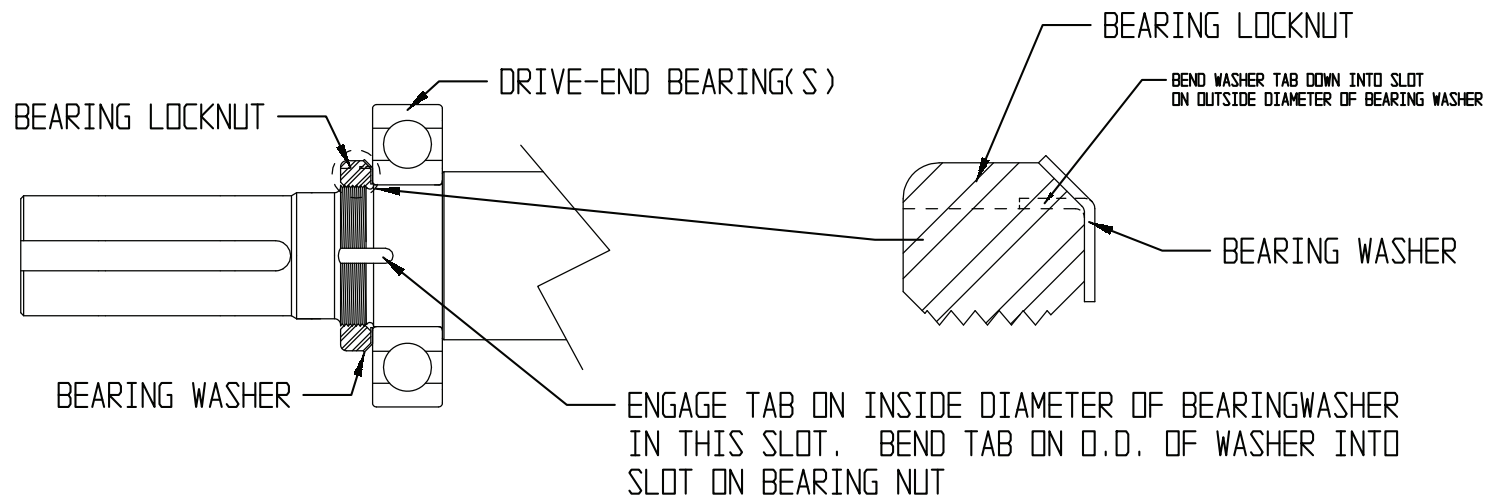 BEARING LOCKNUT
DRIVE-END BEARING(S)
BEARING LOCKNUT
BEND WASHER TAB DOWN INTO SLOT
ON OUTSIDE DIAMETER OF BEARING WASHER
BEARING WASHER
BEARING WASHER
ENGAGE TAB ON INSIDE DIAMETER OF BEARINGWASHER
IN THIS SLOT. BEND TAB ON O.D. OF WASHER INTO
SLOT ON BEARING NUT